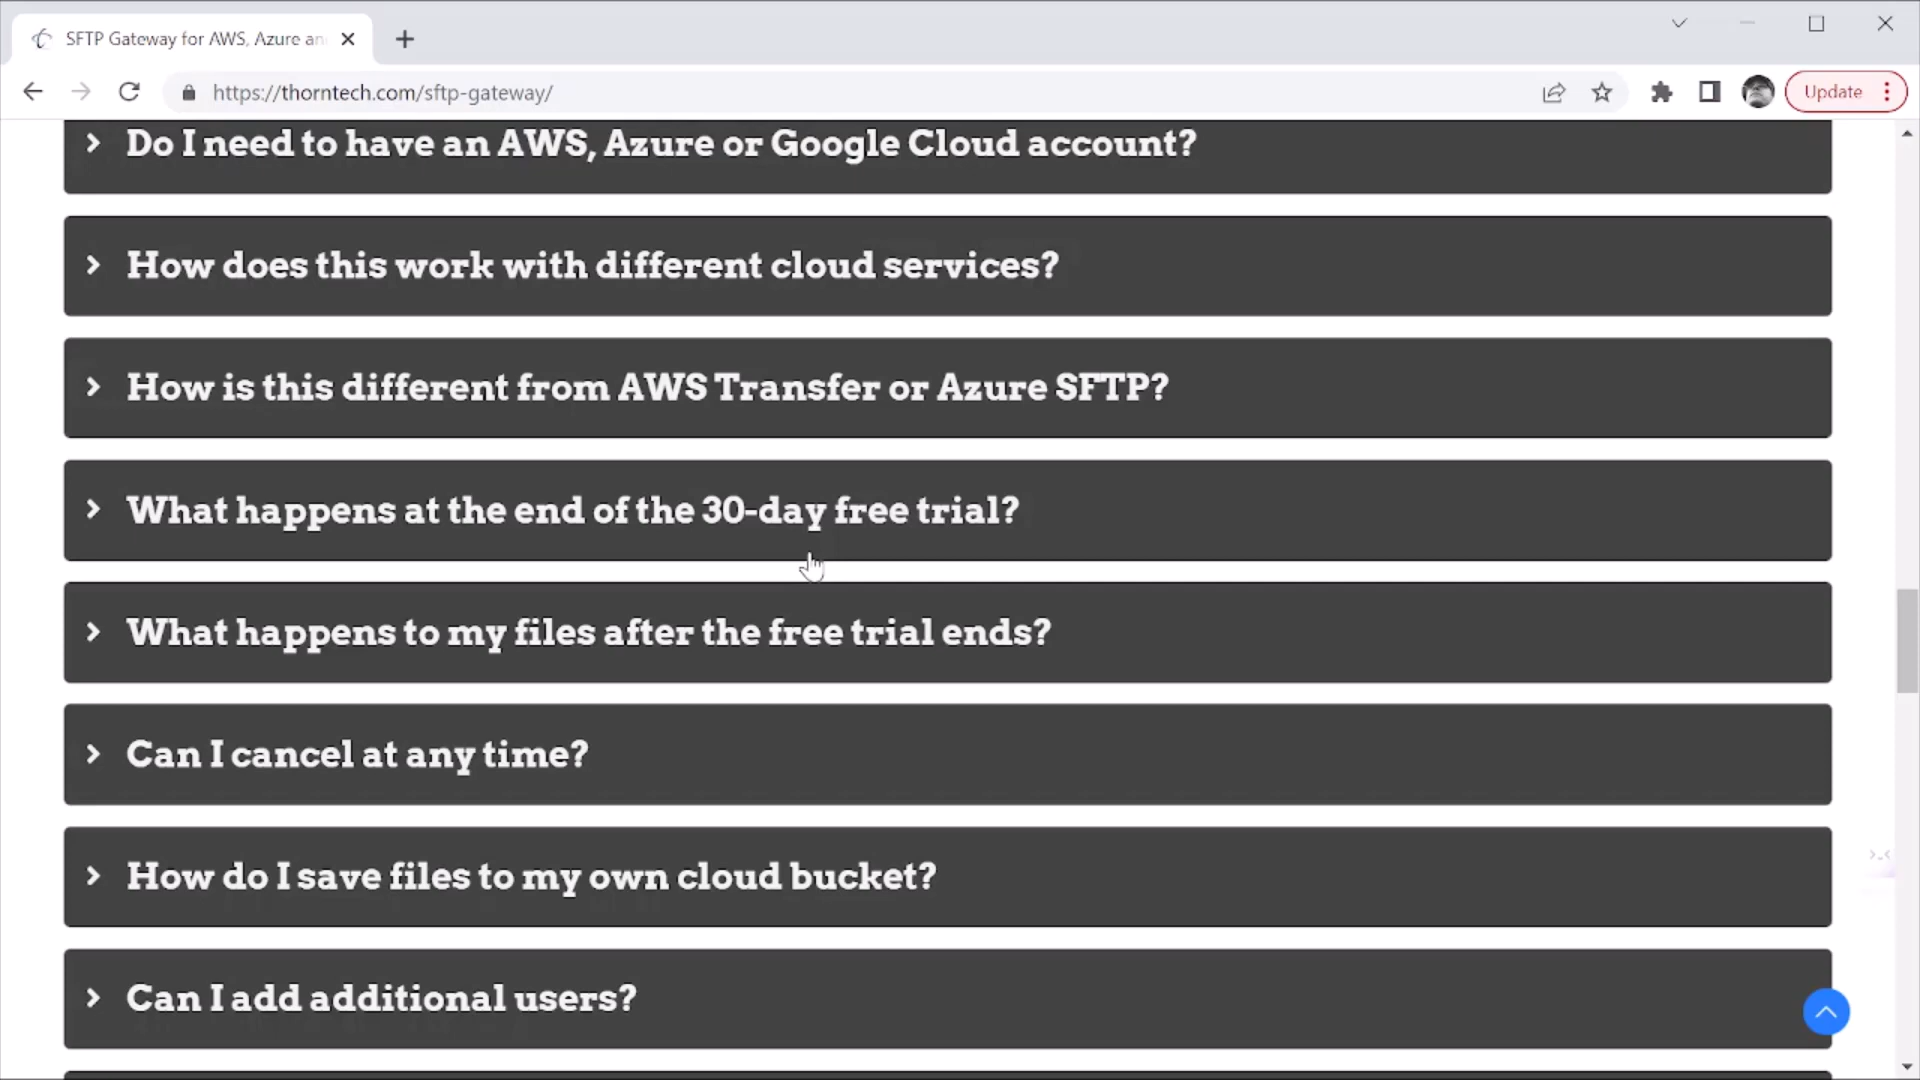 SFTP Gateway for AWS, Azure an
https://thorntech.com/sftp-gateway/
Update
Do I need to have an AWS, Azure or Google Cloud account?
How does this work with different cloud services?
How is this different from AWS Transfer or Azure SFTP?
What happens at the end of the 30-day free trial?
What happens to my files after the free trial ends?
Can I cancel at any time?
How do I save files to my own cloud bucket?
Can I add additional users?